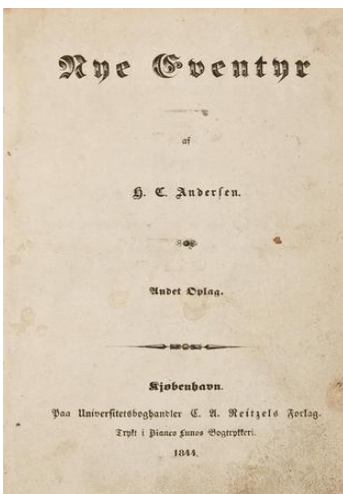 Nye Eventyr
af
H. C. Andersen.
Andet Oplag.
Kjøbenhavn.
Paa Universitetsboghandler C. A. Reitzels Forlag.
Trykt i Bianco Lunos Bogtrykkeri.
1844.